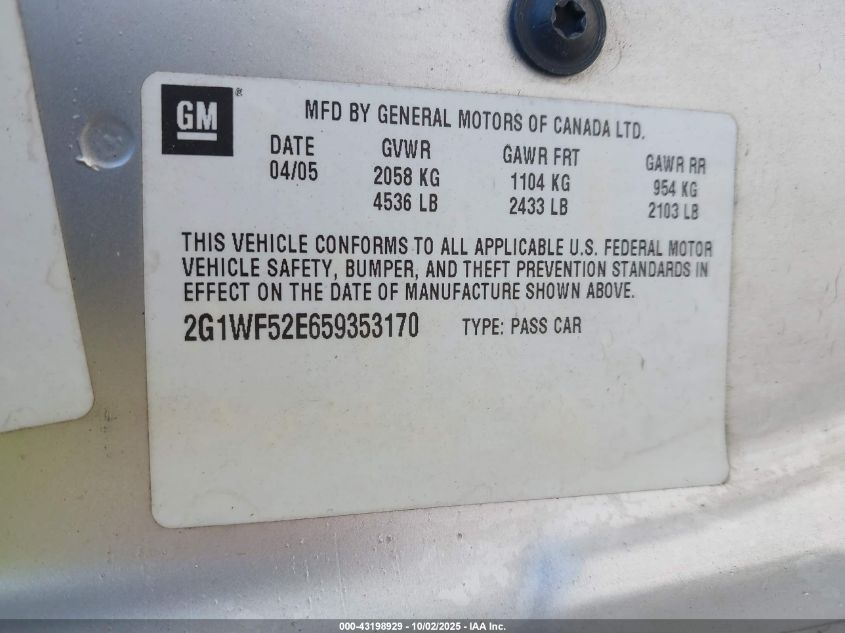 GM ®
MFD BY GENERAL MOTORS OF CANADA LTD.
DATE GVWR GAWR FRT GAWR RR
04/05 2058 KG 1104 KG 954 KG
4536 LB 2433 LB 2103 LB
THIS VEHICLE CONFORMS TO ALL APPLICABLE U.S. FEDERAL MOTOR
VEHICLE SAFETY, BUMPER, AND THEFT PREVENTION STANDARDS IN
EFFECT ON THE DATE OF MANUFACTURE SHOWN ABOVE.
2G1WF52E659353170 TYPE: PASS CAR
000-43198929 - 10/02/2025 - IAA Inc.